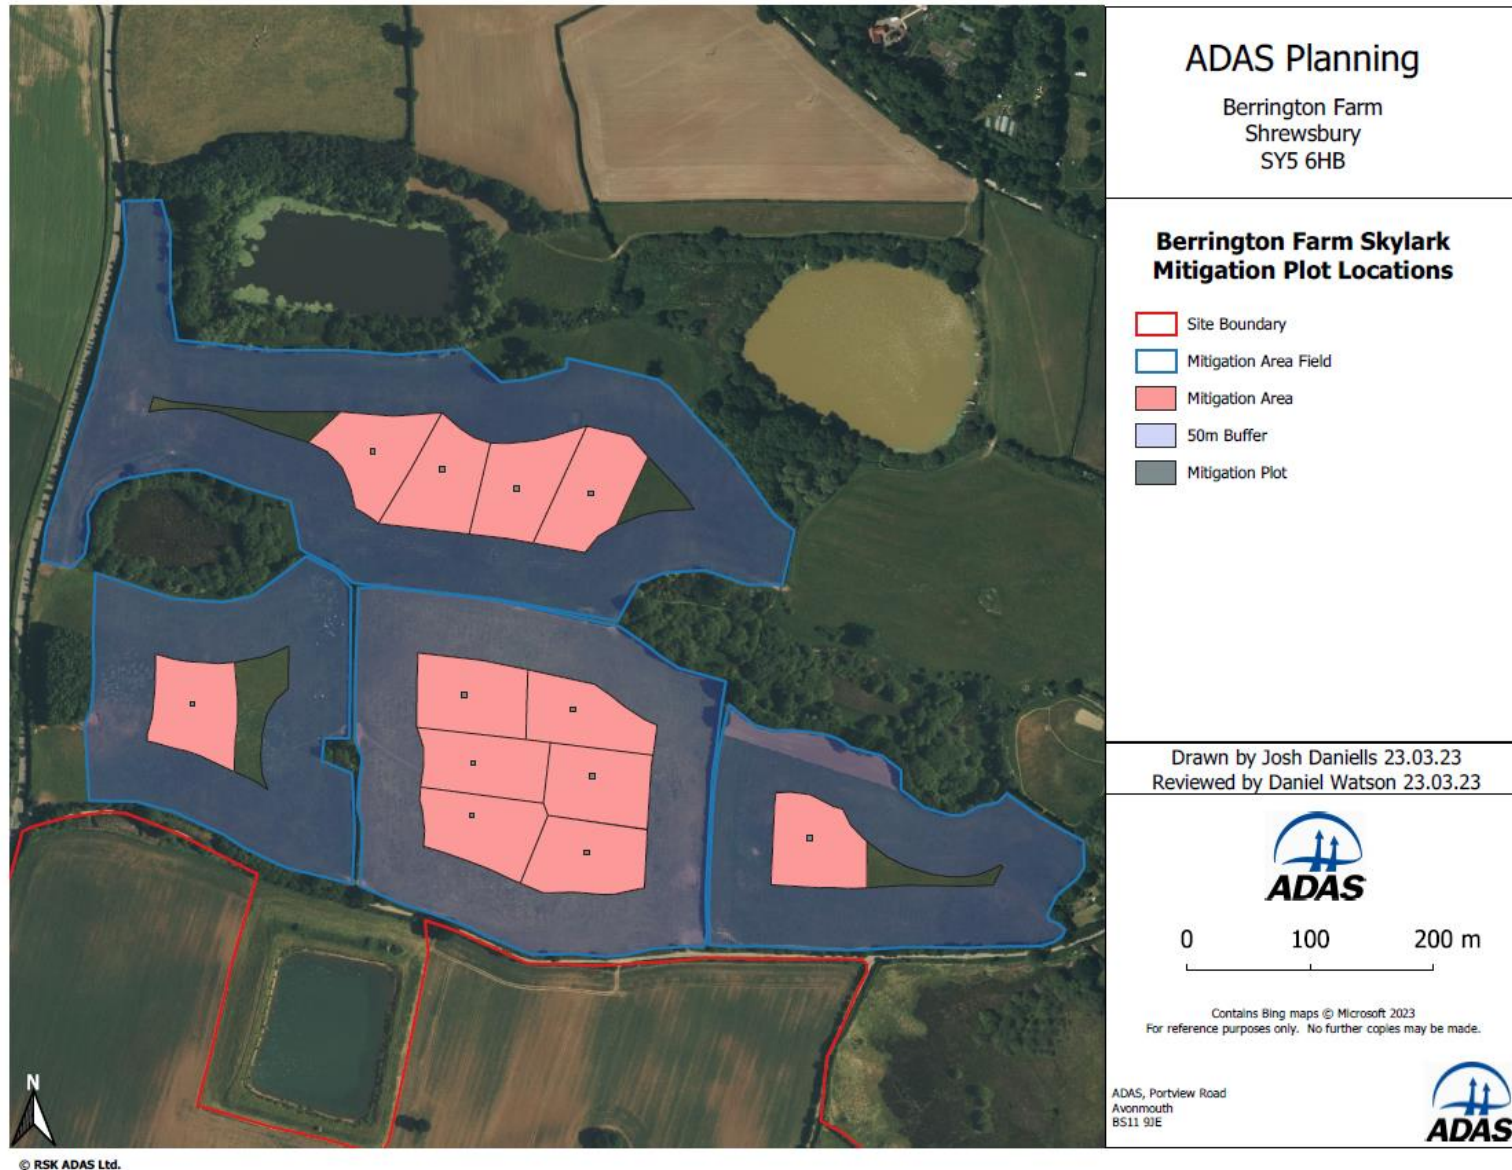 ADAS Planning
Berrington Farm
Shrewsbury
SY5 6HB
Berrington Farm Skylark
Mitigation Plot Locations
Site Boundary
Mitigation Area Field
Mitigation Area
50m Buffer
Mitigation Plot
Drawn by Josh Daniells 23.03.23
Reviewed by Daniel Watson 23.03.23
ADAS
0 100 200 m
Contains Bing maps © Microsoft 2023
For reference purposes only. No further copies may be made.
ADAS, Portview Road
Avonmouth
BS11 9JE
ADAS
N
© RSK ADAS Ltd.